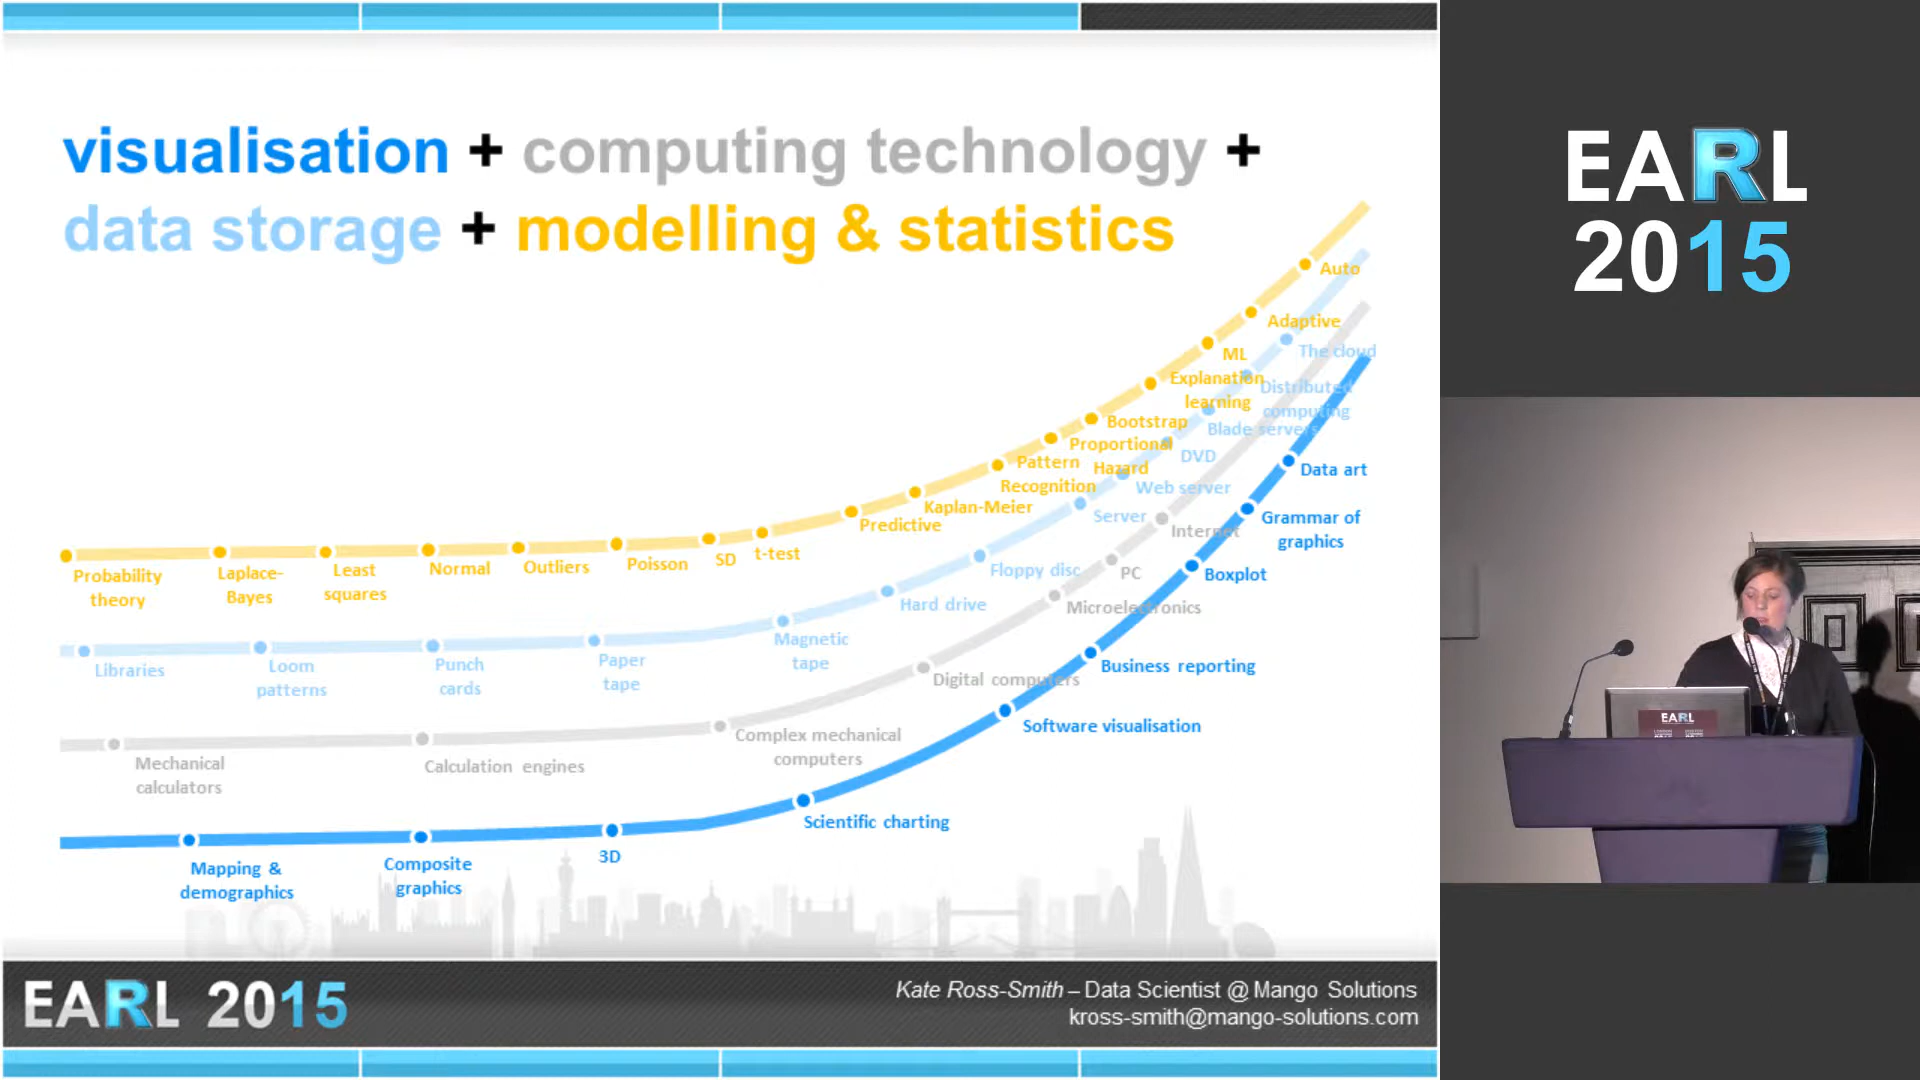 visualisation + computing technology +
data storage + modelling & statistics
Auto
Adaptive
ML
Explanation
learning
Bootstrap
Proportional
Hazard
Pattern
Recognition
Kaplan-Meier
Predictive
t-test
SD
Poisson
Outliers
Normal
Least
squares
Laplace-
Bayes
Probability
theory
The cloud
Distributed
computing
Blade servers
DVD
Web server
Server
Floppy disc
Hard drive
Magnetic
tape
Paper
tape
Punch
cards
Loom
patterns
Libraries
Internet
PC
Microelectronics
Digital computers
Complex mechanical
computers
Calculation engines
Mechanical
calculators
Data art
Grammar of
graphics
Boxplot
Business reporting
Software visualisation
Scientific charting
3D
Composite
graphics
Mapping &
demographics
EARL 2015
Kate Ross-Smith – Data Scientist @ Mango Solutions
kross-smith@mango-solutions.com
EARL
2015
EARL